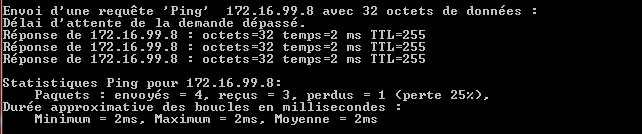 Envoi d'une requête 'Ping'  172.16.99.8 avec 32 octets de données :
Délai d'attente de la demande dépassé.
Réponse de 172.16.99.8 : octets=32 temps=2 ms TTL=255
Réponse de 172.16.99.8 : octets=32 temps=2 ms TTL=255
Réponse de 172.16.99.8 : octets=32 temps=2 ms TTL=255
Statistiques Ping pour 172.16.99.8:
    Paquets : envoyés = 4, reçus = 3, perdus = 1 (perte 25%),
Durée approximative des boucles en millisecondes :
    Minimum = 2ms, Maximum = 2ms, Moyenne = 2ms